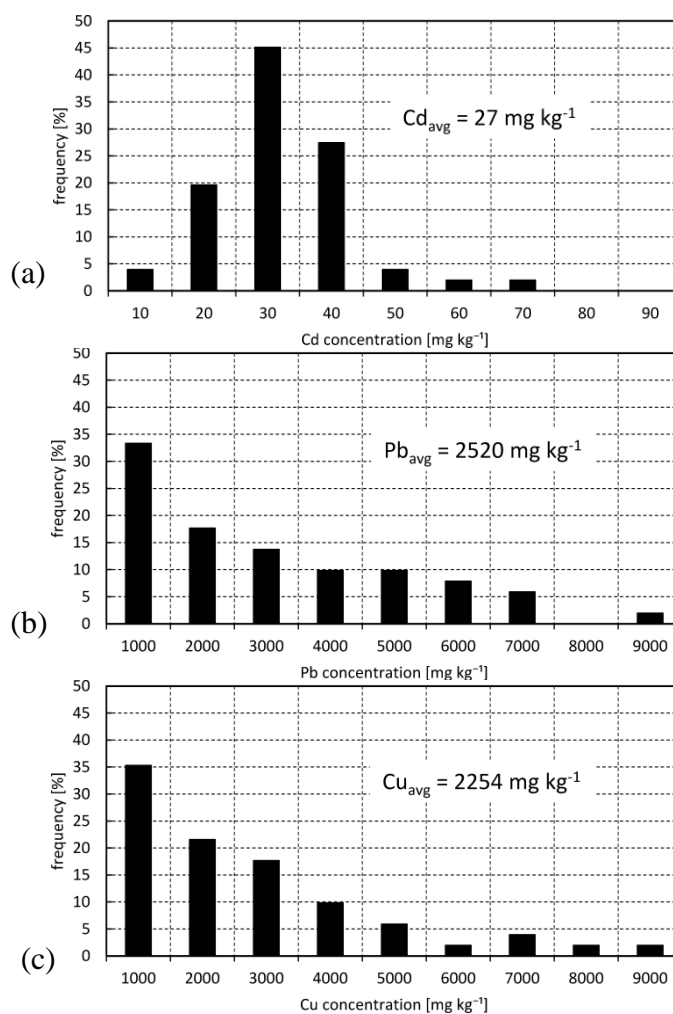 50
45
40
35
30
25
20
15
10
5
0
frequency [%]
Cd_avg = 27 mg kg⁻¹
(a)
10 20 30 40 50 60 70 80 90
Cd concentration [mg kg⁻¹]
50
45
40
35
30
25
20
15
10
5
0
frequency [%]
Pb_avg = 2520 mg kg⁻¹
(b)
1000 2000 3000 4000 5000 6000 7000 8000 9000
Pb concentration [mg kg⁻¹]
50
45
40
35
30
25
20
15
10
5
0
frequency [%]
Cu_avg = 2254 mg kg⁻¹
(c)
1000 2000 3000 4000 5000 6000 7000 8000 9000
Cu concentration [mg kg⁻¹]